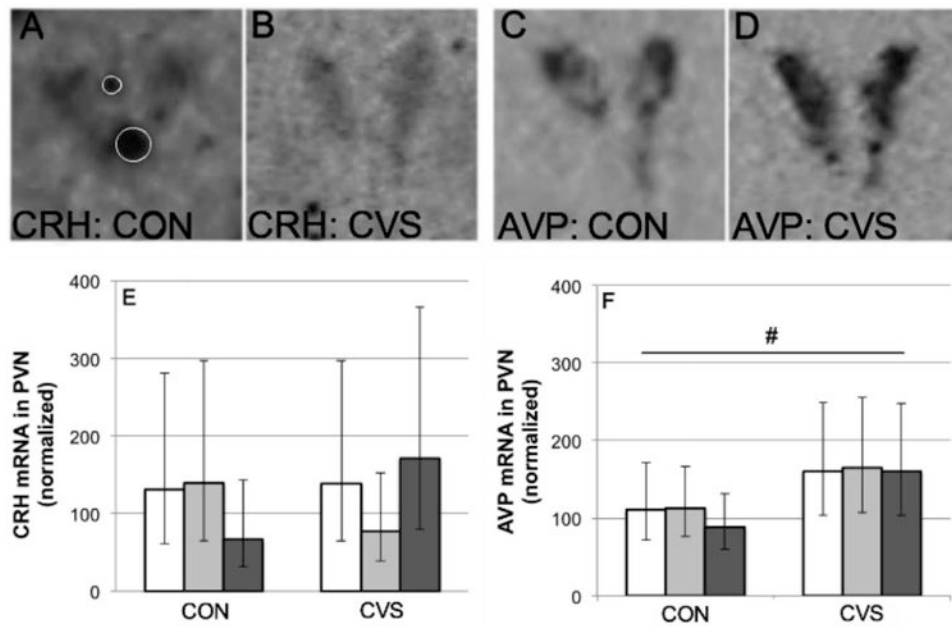 A
B
C
D
CRH: CON
CRH: CVS
AVP: CON
AVP: CVS
E
CRH mRNA in PVN
(normalized)
400
300
200
100
0
CON
CVS
F
#
AVP mRNA in PVN
(normalized)
400
300
200
100
0
CON
CVS